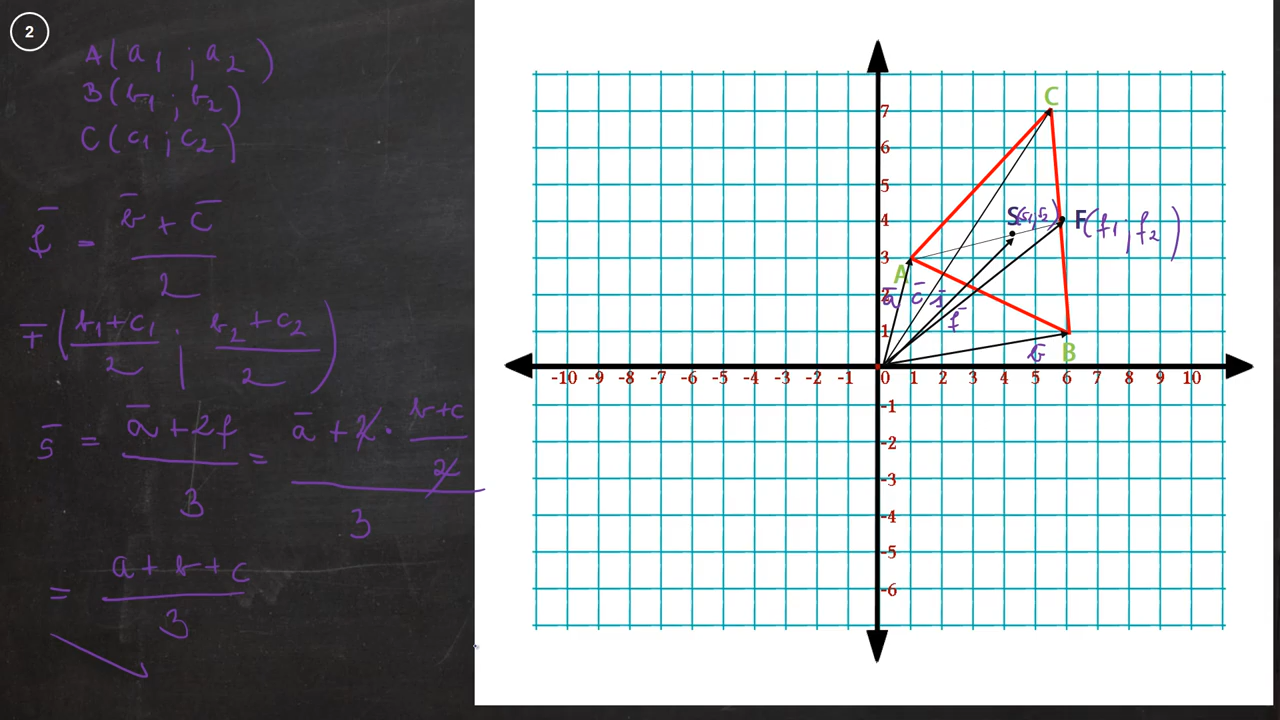 2
A(a₁ ; a₂)
B(b₁ ; b₂)
C(c₁ ; c₂)
f̄ = (b̄ + c̄)/2
F((b₁+c₁)/2 ; (b₂+c₂)/2)
s̄ = (ā + 2f)/3 = (ā + 2 · (b+c)/2)/3
= (a + b + c)/3
C
7
6
5
4
S(s₁;s₂)
F(f₁ ; f₂)
3
A
2
ā c̄ s̄
f̄
1
b̄
B
-10 -9 -8 -7 -6 -5 -4 -3 -2 -1 0 1 2 3 4 5 6 7 8 9 10
-1
-2
-3
-4
-5
-6